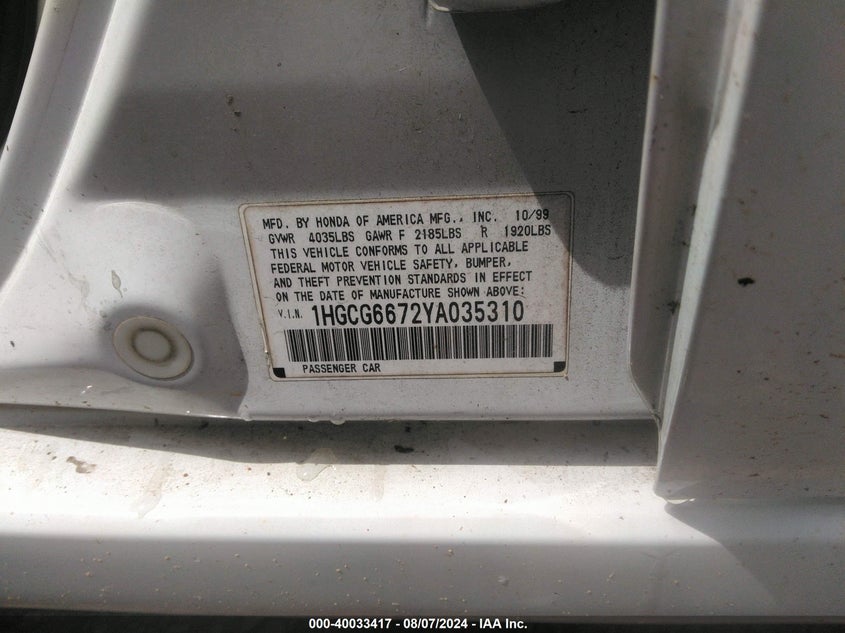 MFD. BY HONDA OF AMERICA MFG., INC. 10/99
GVWR 4035LBS GAWR F 2185LBS R 1920LBS
THIS VEHICLE CONFORMS TO ALL APPLICABLE
FEDERAL MOTOR VEHICLE SAFETY, BUMPER,
AND THEFT PREVENTION STANDARDS IN EFFECT
ON THE DATE OF MANUFACTURE SHOWN ABOVE:
V.I.N. 1HGCG6672YA035310
PASSENGER CAR
000-40033417 - 08/07/2024 - IAA Inc.